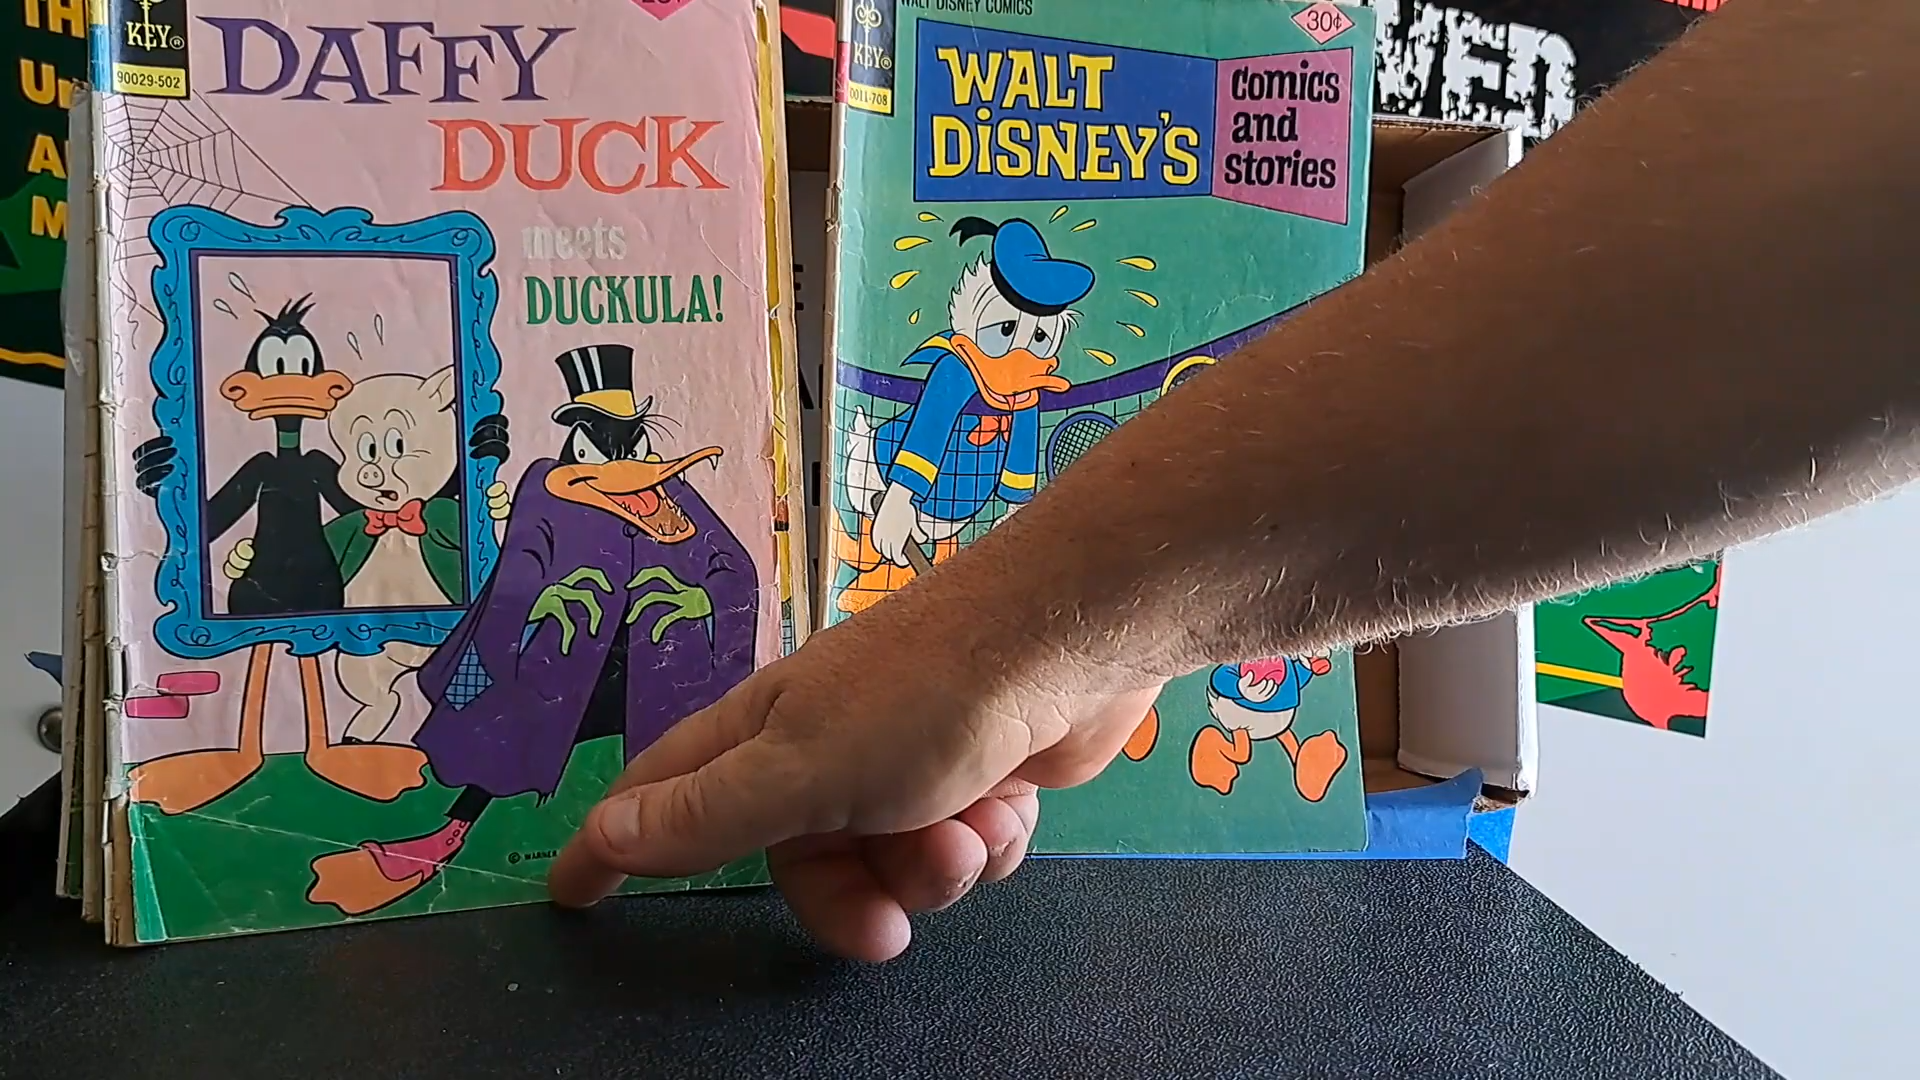 KEY®
90029-502
DAFFY
DUCK
meets
DUCKULA!
© WARNER
WALT DISNEY COMICS
30¢
KEY®
0011-708
WALT
DiSNEY'S
comics
and
stories